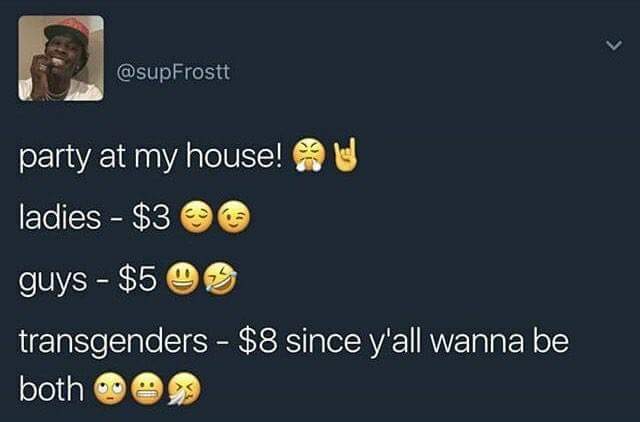 @supFrostt
party at my house! 😤🤘
ladies - $3 😌😉
guys - $5 😃🤣
transgenders - $8 since y'all wanna be
both 🙄😬🤧